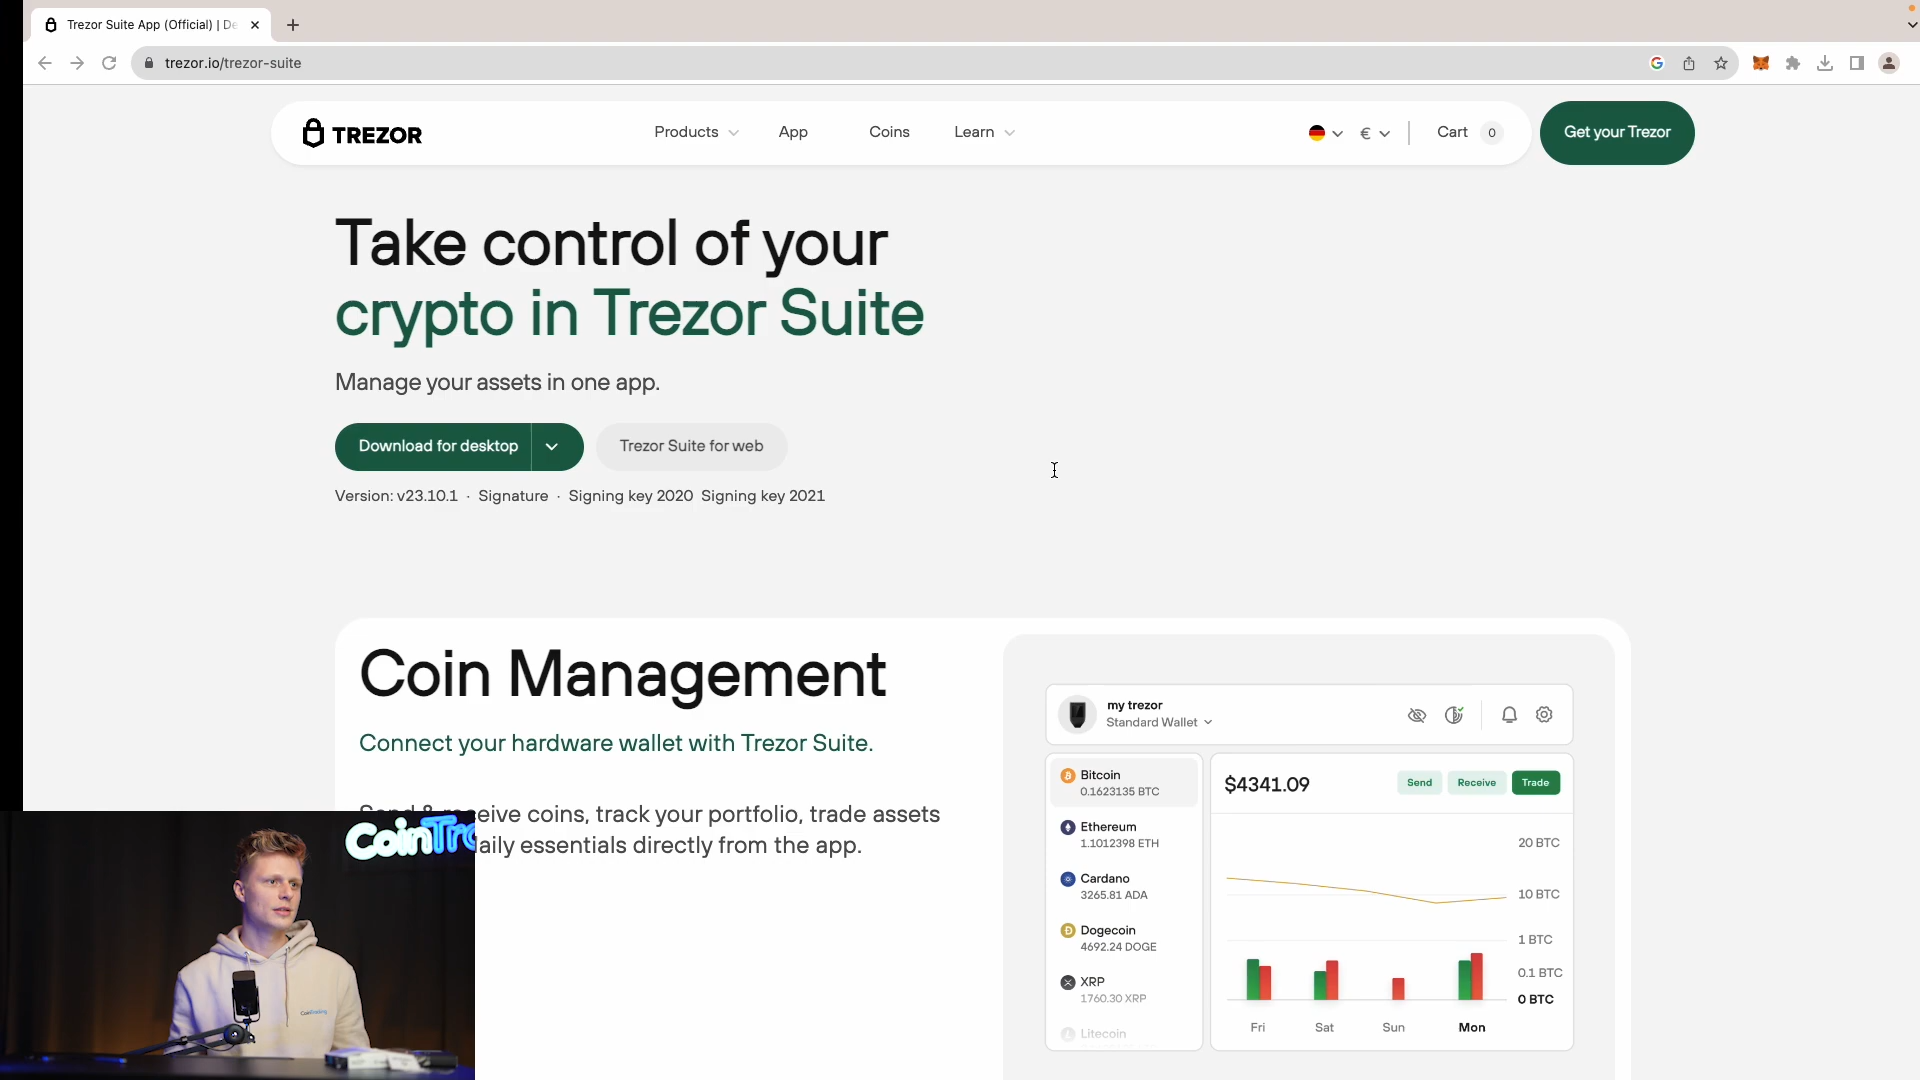 Trezor Suite App (Official) | De
trezor.io/trezor-suite
TREZOR
Products
App
Coins
Learn
€
Cart
0
Get your Trezor
Take control of your
crypto in Trezor Suite
Manage your assets in one app.
Download for desktop
Trezor Suite for web
Version: v23.10.1 · Signature · Signing key 2020 Signing key 2021
Coin Management
Connect your hardware wallet with Trezor Suite.
eive coins, track your portfolio, trade assets
daily essentials directly from the app.
my trezor
Standard Wallet
Bitcoin
0.1623135 BTC
Ethereum
1.1012398 ETH
Cardano
3265.81 ADA
Dogecoin
4692.24 DOGE
XRP
1760.30 XRP
Litecoin
$4341.09
Send
Receive
Trade
20 BTC
10 BTC
1 BTC
0.1 BTC
0 BTC
Fri
Sat
Sun
Mon
CoinTra
CoinTrading